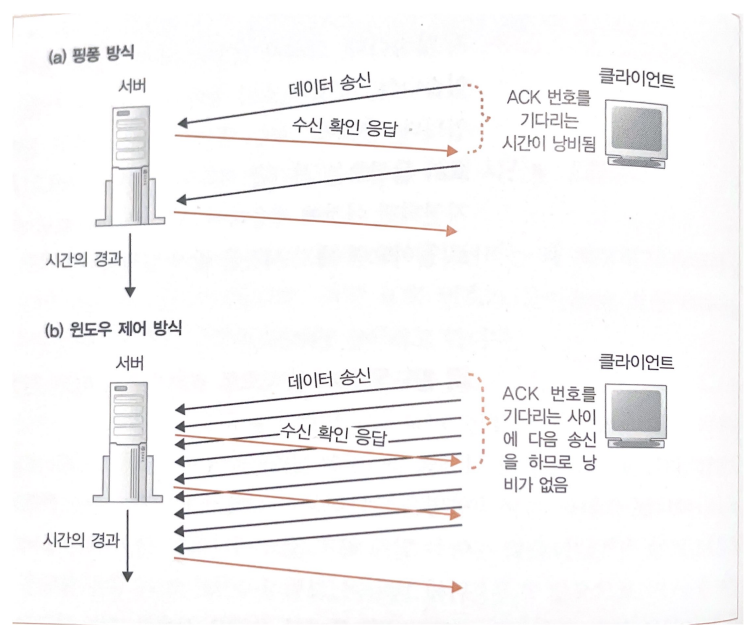 (a) 핑퐁 방식
서버
데이터 송신
클라이언트
ACK 번호를
기다리는
시간이 낭비됨
수신 확인 응답
시간의 경과
(b) 윈도우 제어 방식
서버
데이터 송신
클라이언트
ACK 번호를
기다리는 사이
에 다음 송신
을 하므로 낭
비가 없음
수신 확인 응답
시간의 경과